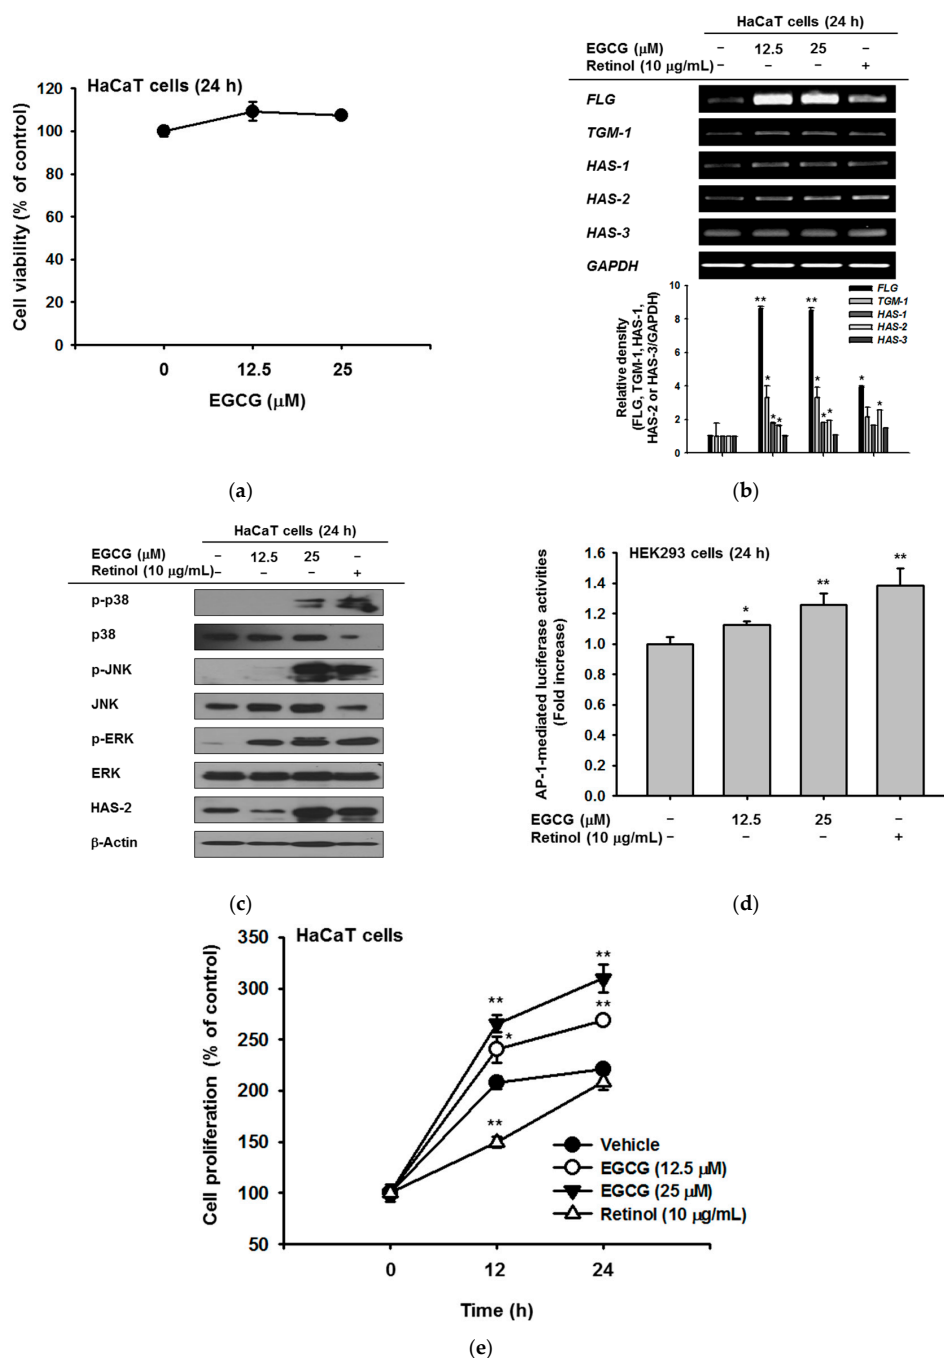 HaCaT cells (24 h)
Cell viability (% of control)
120
100
80
60
40
20
0
0 12.5 25
EGCG (μM)
(a)
HaCaT cells (24 h)
EGCG (μM) – 12.5 25 –
Retinol (10 μg/mL) – – – +
FLG
TGM-1
HAS-1
HAS-2
HAS-3
GAPDH
Relative density
(FLG, TGM-1, HAS-1,
HAS-2 or HAS-3/GAPDH)
10
8
6
4
2
0
** ** 
* * * * * * * *
FLG
TGM-1
HAS-1
HAS-2
HAS-3
(b)
HaCaT cells (24 h)
EGCG (μM) – 12.5 25 –
Retinol (10 μg/mL) – – – +
p-p38
p38
p-JNK
JNK
p-ERK
ERK
HAS-2
β-Actin
(c)
HEK293 cells (24 h)
AP-1-mediated luciferase activities
(Fold increase)
1.6
1.4
1.2
1.0
0.8
0.6
0.4
0.2
0.0
* ** **
EGCG (μM) – 12.5 25 –
Retinol (10 μg/mL) – – – +
(d)
HaCaT cells
Cell proliferation (% of control)
350
300
250
200
150
100
50
** **
* **
**
Vehicle
EGCG (12.5 μM)
EGCG (25 μM)
Retinol (10 μg/mL)
0 12 24
Time (h)
(e)